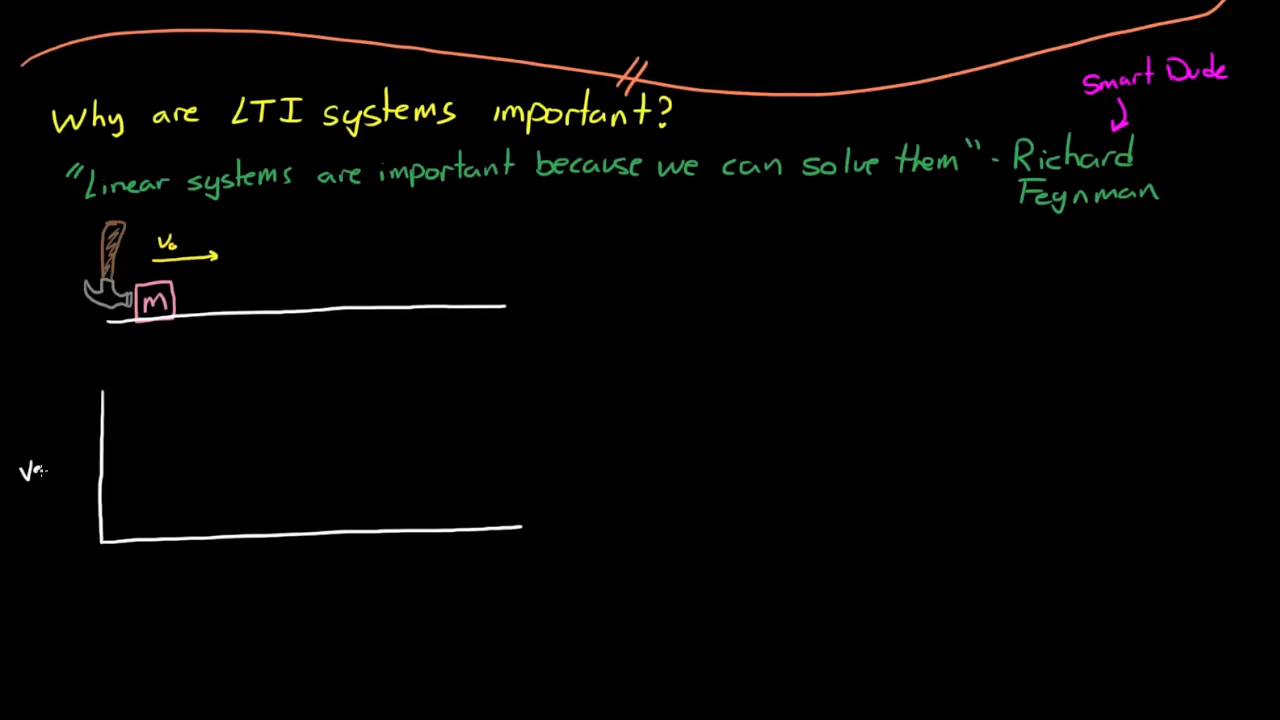 Smart Dude
Why are LTI systems important?
"Linear systems are important because we can solve them" - Richard
Feynman
v₀
m